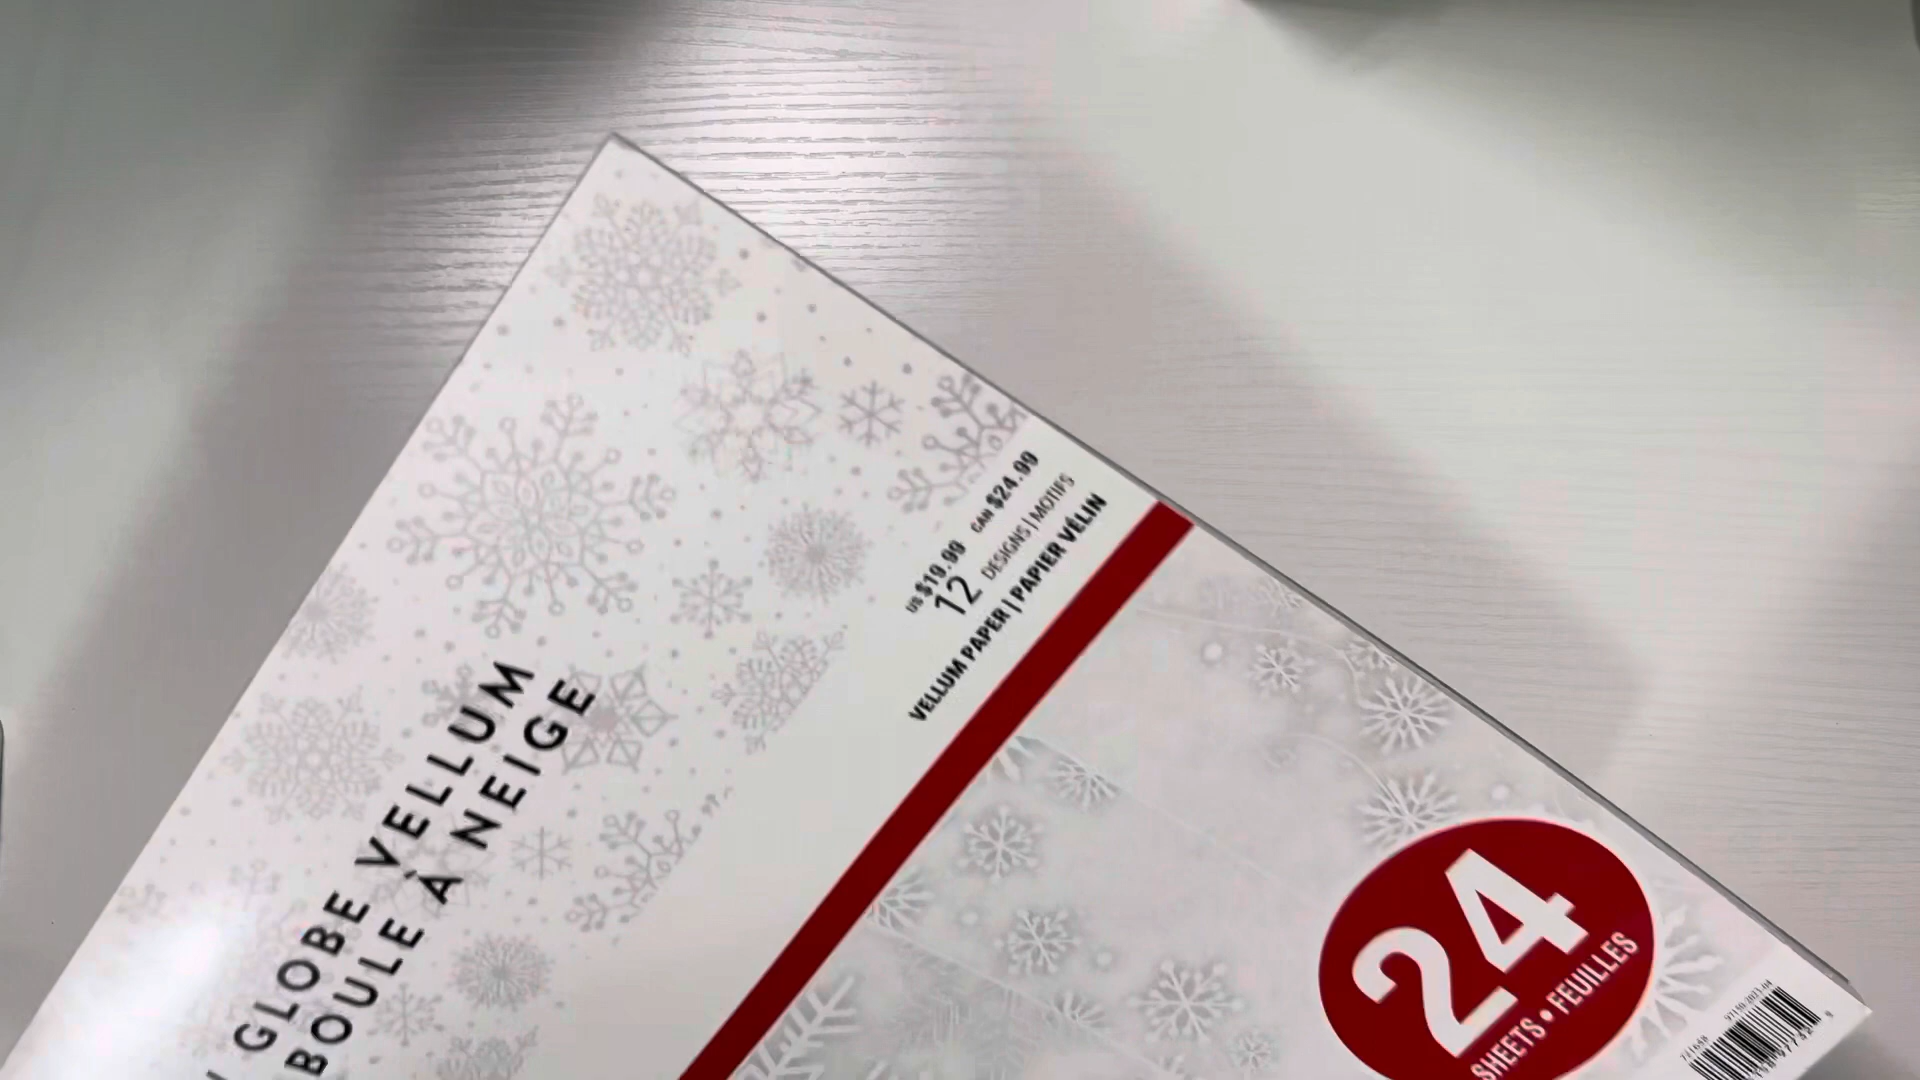 GLOBE VELLUM
BOULE À NEIGE
US $19.99 CAN $24.99
12 DESIGNS | MOTIFS
VELLUM PAPER | PAPIER VÉLIN
24
SHEETS • FEUILLES
721648